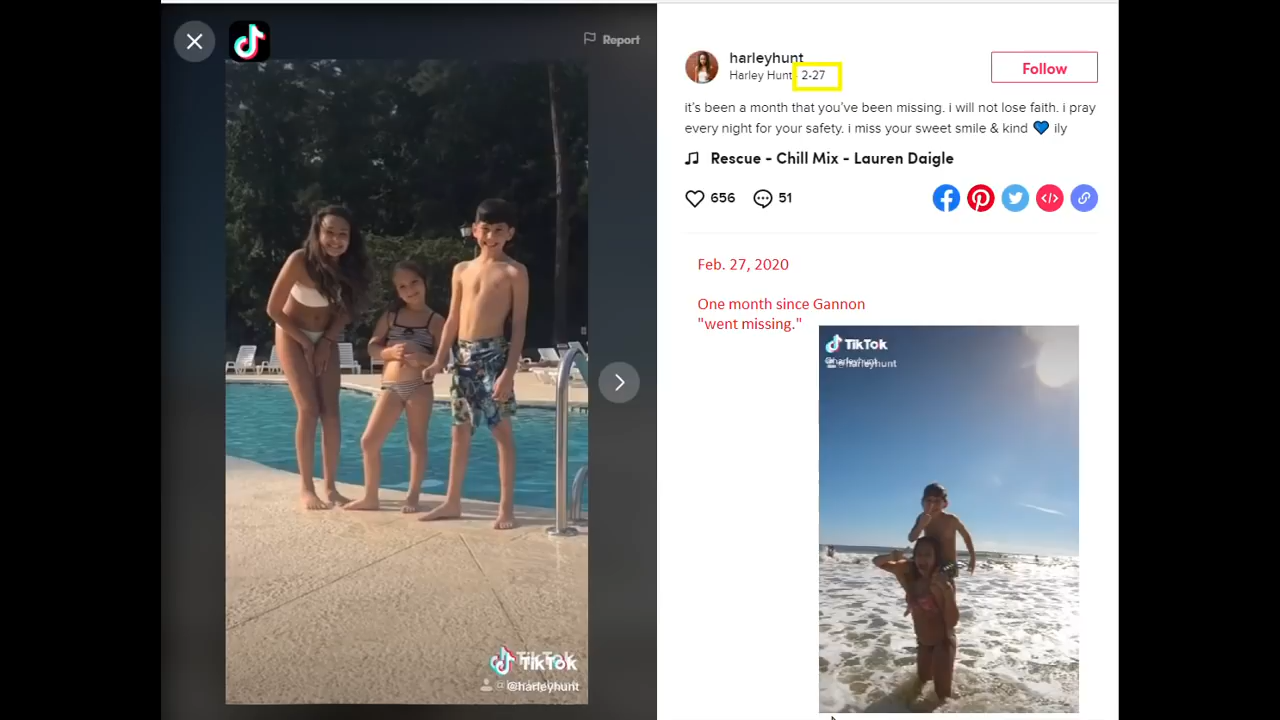 Report
harleyhunt
Harley Hunt
2-27
Follow
it's been a month that you've been missing. i will not lose faith. i pray
every night for your safety. i miss your sweet smile & kind 💙 ily
Rescue - Chill Mix - Lauren Daigle
656
51
Feb. 27, 2020
One month since Gannon
"went missing."
TikTok
@harleyhunt
TikTok
@harleyhunt